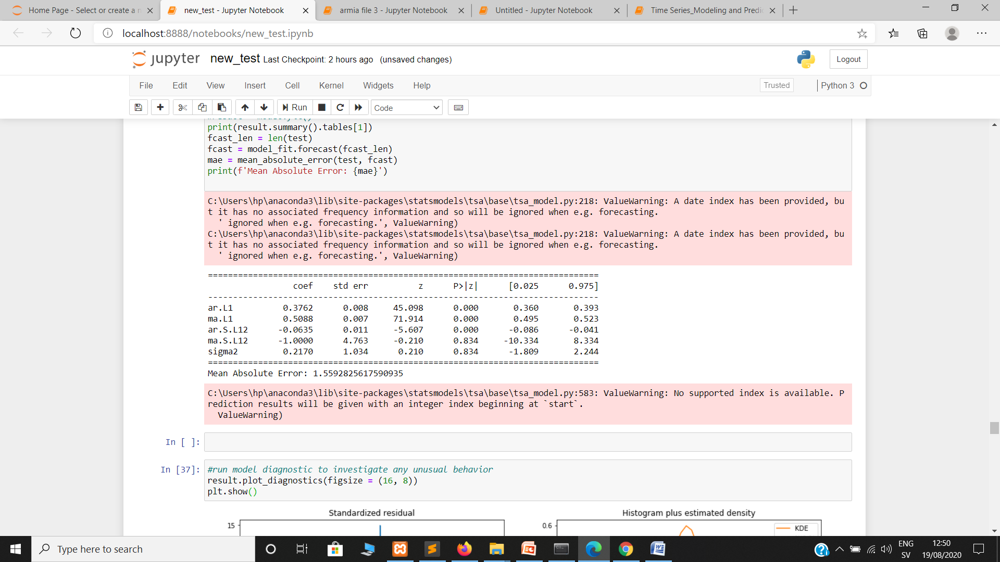 Home Page - Select or create a n
new_test - Jupyter Notebook
armia file 3 - Jupyter Notebook
Untitled - Jupyter Notebook
Time Series_Modeling and Predi
localhost:8888/notebooks/new_test.ipynb
jupyter new_test Last Checkpoint: 2 hours ago (unsaved changes)
Logout
File Edit View Insert Cell Kernel Widgets Help
Trusted
Python 3
Run
Code
print(result.summary().tables[1])
fcast_len = len(test)
fcast = model_fit.forecast(fcast_len)
mae = mean_absolute_error(test, fcast)
print(f'Mean Absolute Error: {mae}')
C:\Users\hp\anaconda3\lib\site-packages\statsmodels\tsa\base\tsa_model.py:218: ValueWarning: A date index has been provided, bu
t it has no associated frequency information and so will be ignored when e.g. forecasting.
' ignored when e.g. forecasting.', ValueWarning)
C:\Users\hp\anaconda3\lib\site-packages\statsmodels\tsa\base\tsa_model.py:218: ValueWarning: A date index has been provided, bu
t it has no associated frequency information and so will be ignored when e.g. forecasting.
' ignored when e.g. forecasting.', ValueWarning)
==============================================================================
coef std err z P>|z| [0.025 0.975]
------------------------------------------------------------------------------
ar.L1 0.3762 0.008 45.098 0.000 0.360 0.393
ma.L1 0.5088 0.007 71.914 0.000 0.495 0.523
ar.S.L12 -0.0635 0.011 -5.607 0.000 -0.086 -0.041
ma.S.L12 -1.0000 4.763 -0.210 0.834 -10.334 8.334
sigma2 0.2170 1.034 0.210 0.834 -1.809 2.244
==============================================================================
Mean Absolute Error: 1.5592825617590935
C:\Users\hp\anaconda3\lib\site-packages\statsmodels\tsa\base\tsa_model.py:583: ValueWarning: No supported index is available. P
rediction results will be given with an integer index beginning at `start`.
ValueWarning)
In [ ]:
In [37]: #run model diagnostic to investigate any unusual behavior
result.plot_diagnostics(figsize = (16, 8))
plt.show()
Standardized residual
Histogram plus estimated density
15
0.6
KDE
Type here to search
ENG
SV
12:50
19/08/2020